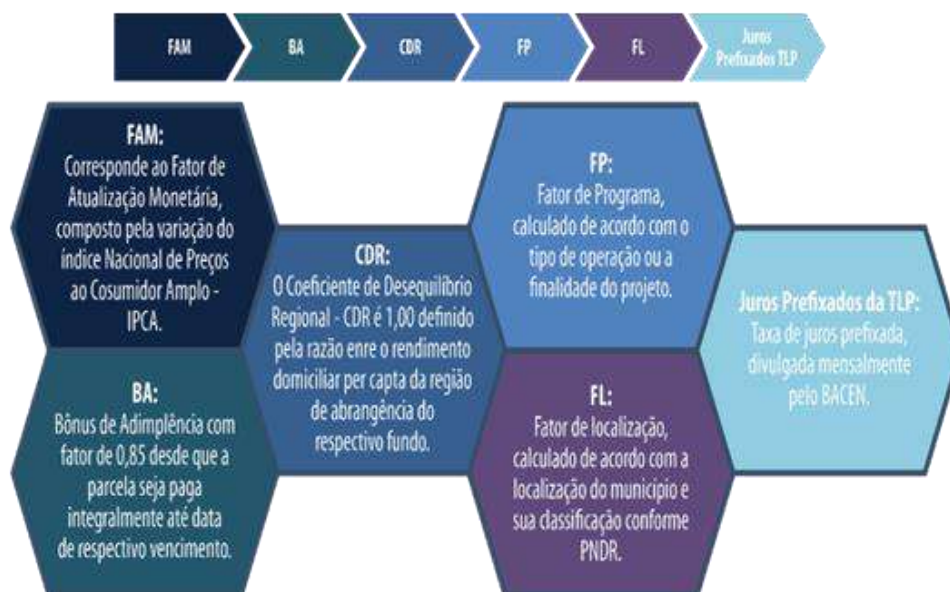 FAM
BA
CDR
FP
FL
Juros
Prefixados TLP
FAM:
Corresponde ao Fator de
Atualização Monetária,
composto pela variação do
índice Nacional de Preços
ao Cosumidor Amplo -
IPCA.
BA:
Bônus de Adimplência com
fator de 0,85 desde que a
parcela seja paga
integralmente até data
de respectivo vencimento.
CDR:
O Coeficiente de Desequilíbrio
Regional - CDR é 1,00 definido
pela razão enre o rendimento
domiciliar per capta da região
de abrangência do
respectivo fundo.
FP:
Fator de Programa,
calculado de acordo com o
tipo de operação ou a
finalidade do projeto.
FL:
Fator de localização,
calculado de acordo com a
localização do municipio e
sua classificação conforme
PNDR.
Juros Prefixados da TLP:
Taxa de juros prefixada,
divulgada mensalmente
pelo BACEN.